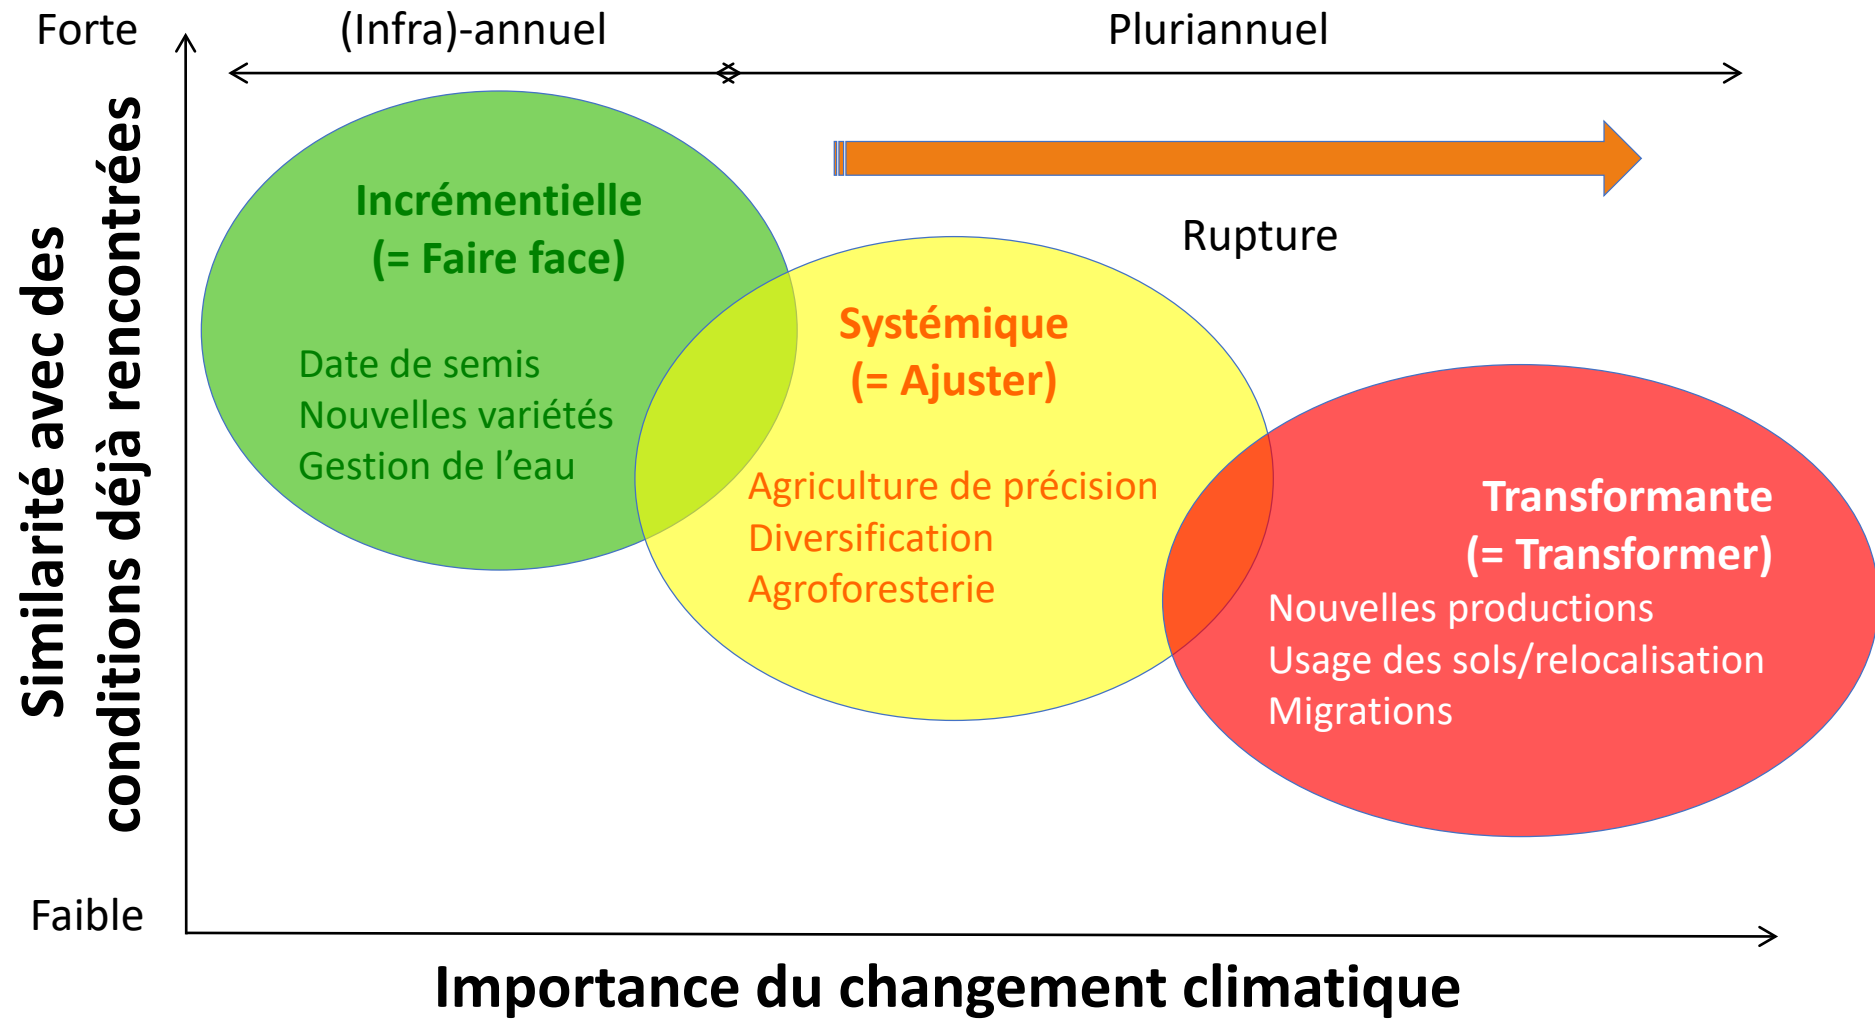 Forte
(Infra)-annuel
Pluriannuel
Similarité avec des
conditions déjà rencontrées
Incrémentielle
(= Faire face)
Date de semis
Nouvelles variétés
Gestion de l’eau
Rupture
Systémique
(= Ajuster)
Agriculture de précision
Diversification
Agroforesterie
Transformante
(= Transformer)
Nouvelles productions
Usage des sols/relocalisation
Migrations
Faible
Importance du changement climatique